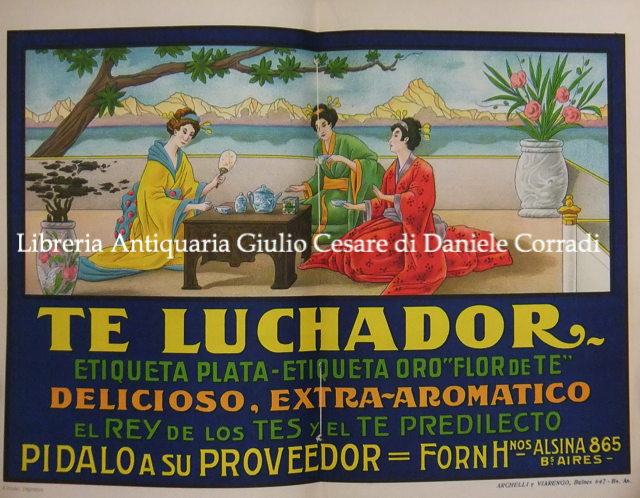 Libreria Antiquaria Giulio Cesare di Daniele Corradi
TE LUCHADOR~
ETIQUETA PLATA-ETIQUETA ORO "FLOR DE TE"
DELICIOSO, EXTRA-AROMATICO
EL REY DE LOS TES Y EL TE PREDILECTO
PIDALO A SU PROVEEDOR = FORN HNOS ALSINA 865
BS AIRES -
ARCHELLI y VIARENGO, Bs. As.